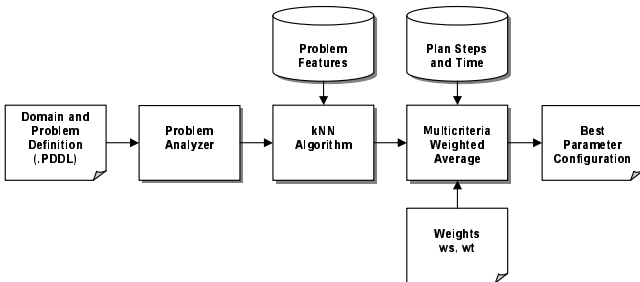 Problem
Features
Plan Steps
and Time
Domain and
Problem
Definition
(.PDDL)
Problem
Analyzer
kNN
Algorithm
Multicriteria
Weighted
Average
Best
Parameter
Configuration
Weights
ws, wt